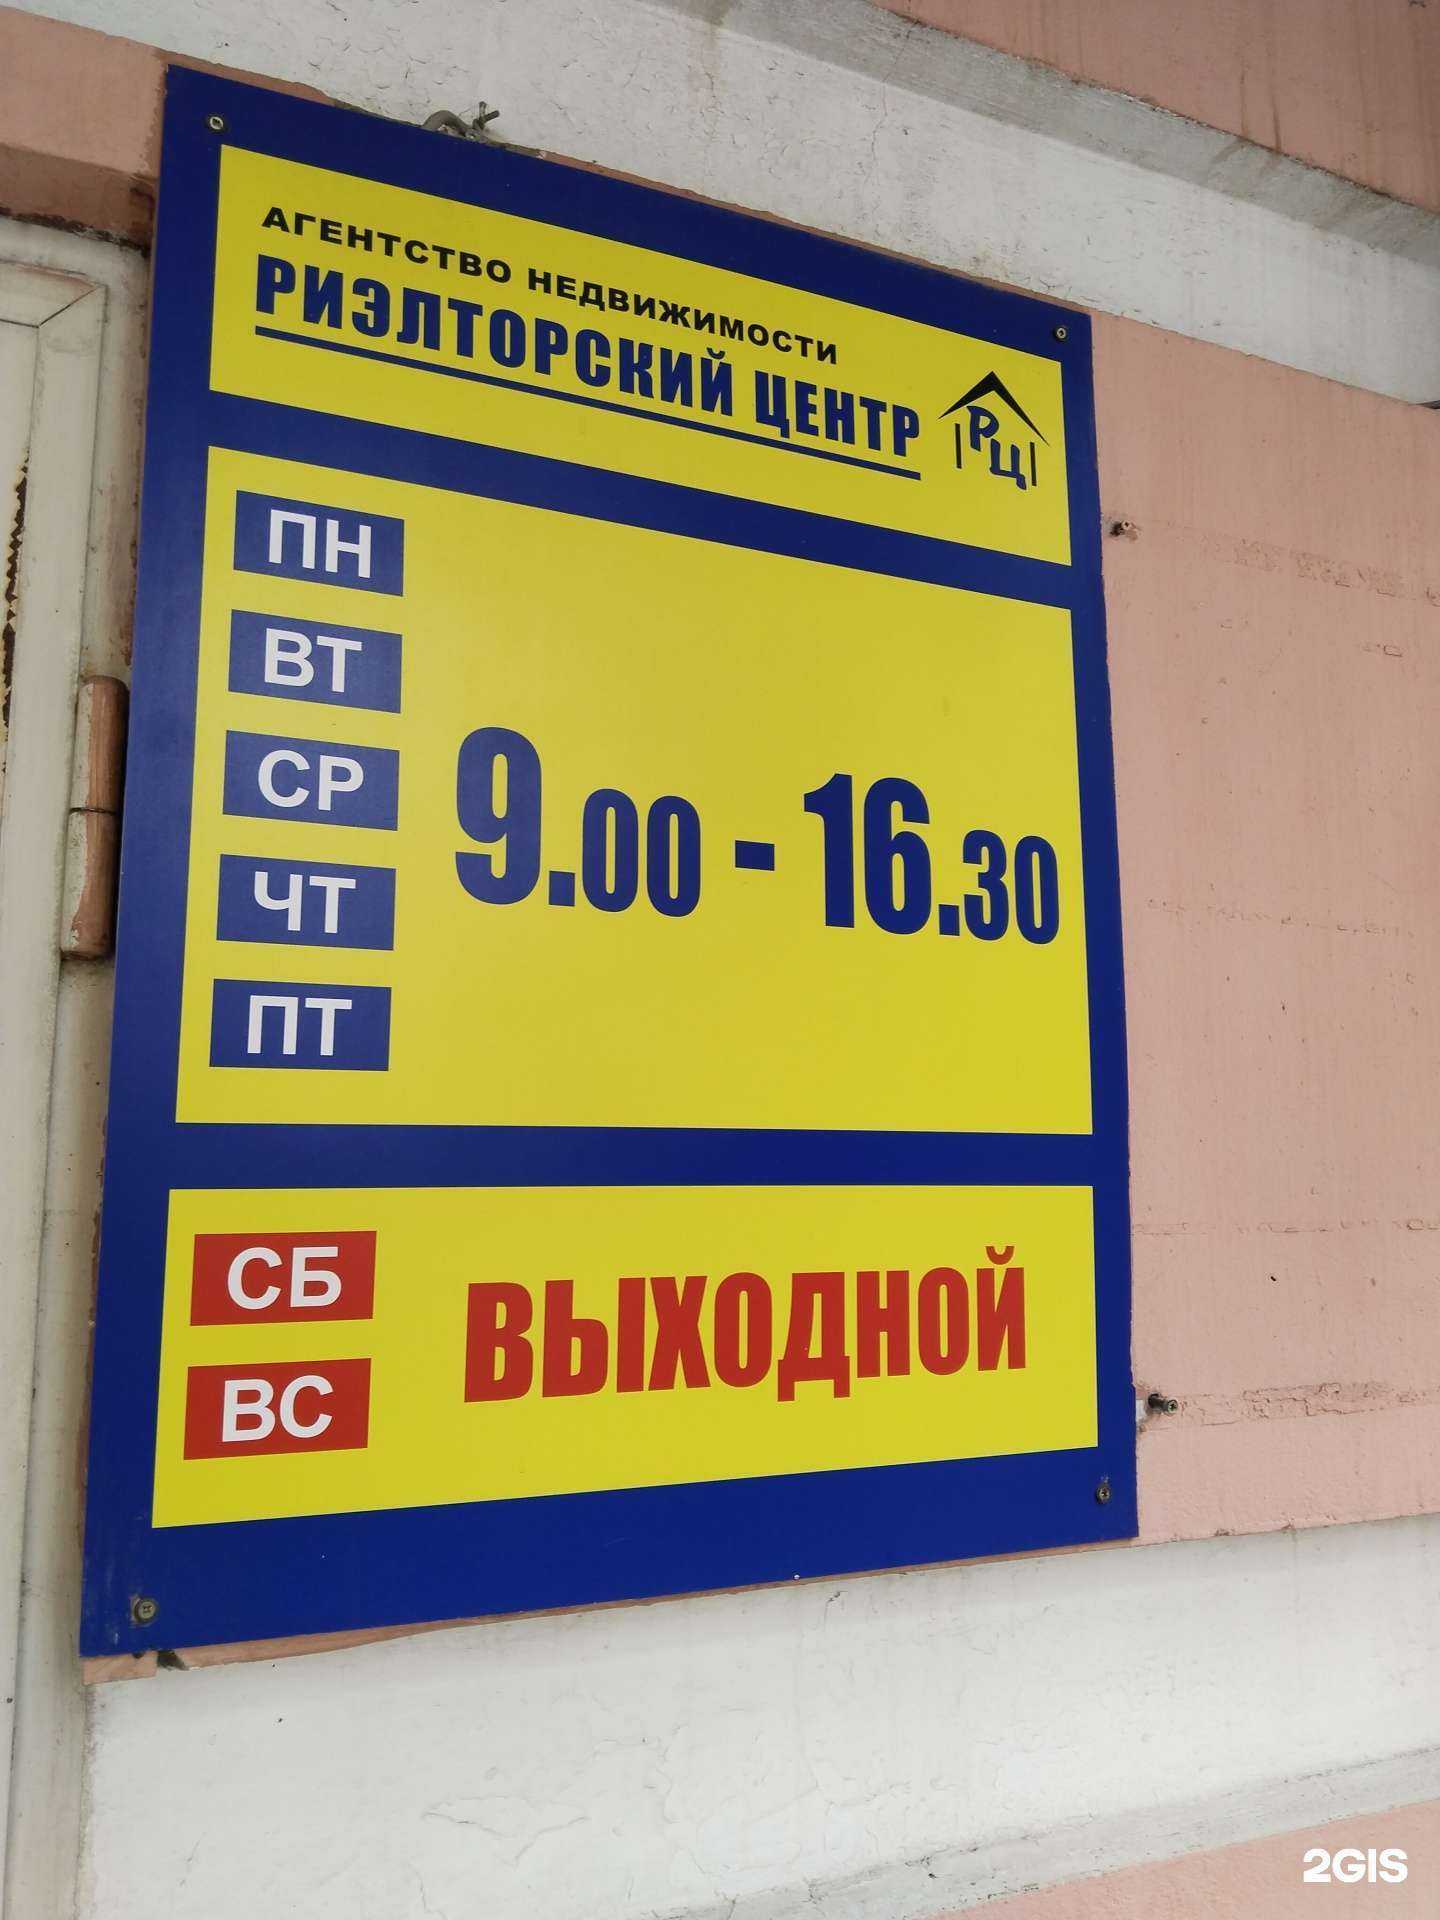 АГЕНТСТВО НЕДВИЖИМОСТИ
РИЭЛТОРСКИЙ ЦЕНТР
РЦ
ПН
ВТ
СР
ЧТ
ПТ
9.00 - 16.30
СБ
ВС
ВЫХОДНОЙ
2GIS